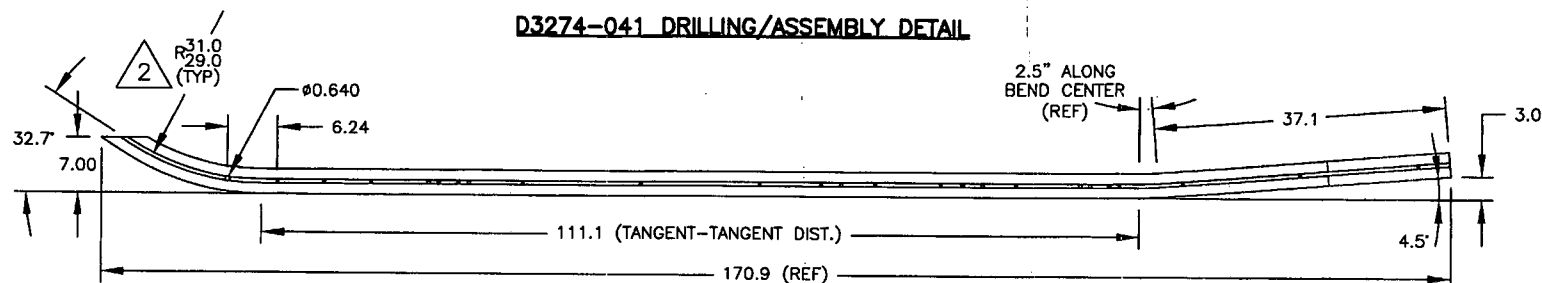 D3274-041 DRILLING/ASSEMBLY DETAIL
2
R31.0
29.0
(TYP)
Ø0.640
2.5" ALONG
BEND CENTER
(REF)
6.24
37.1
3.0
32.7°
7.00
111.1 (TANGENT-TANGENT DIST.)
4.5°
170.9 (REF)